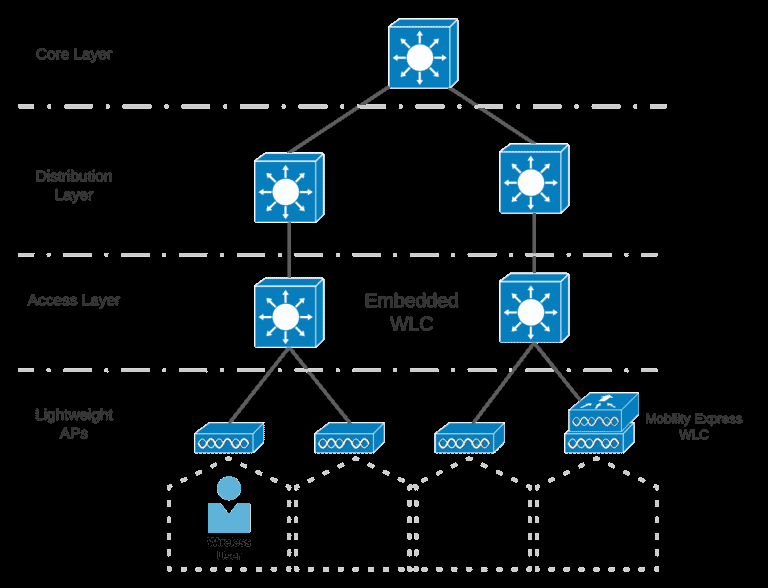 Core Layer
Distribution
Layer
Access Layer
Embedded
WLC
Lightweight
APs
Mobility Express
WLC
Wireless
User